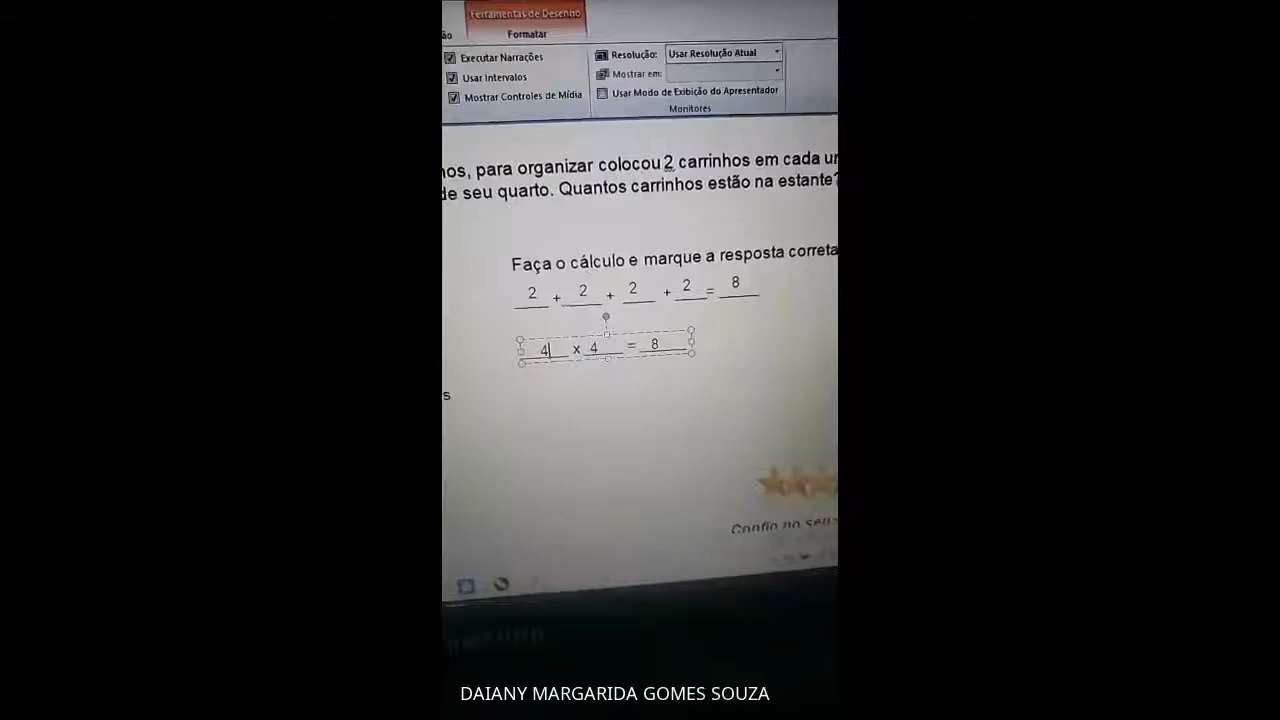 Ferramentas de Desenho
Formatar
Executar Narrações
Usar Intervalos
Mostrar Controles de Mídia
Resolução: Usar Resolução Atual
Mostrar em:
Usar Modo de Exibição do Apresentador
Monitores
para organizar colocou 2 carrinhos em cada
de seu quarto. Quantos carrinhos estão na estante?
Faça o cálculo e marque a resposta correta
2 + 2 + 2 + 2 = 8
4 x 4 = 8
s
Confio no seu
DAIANY MARGARIDA GOMES SOUZA